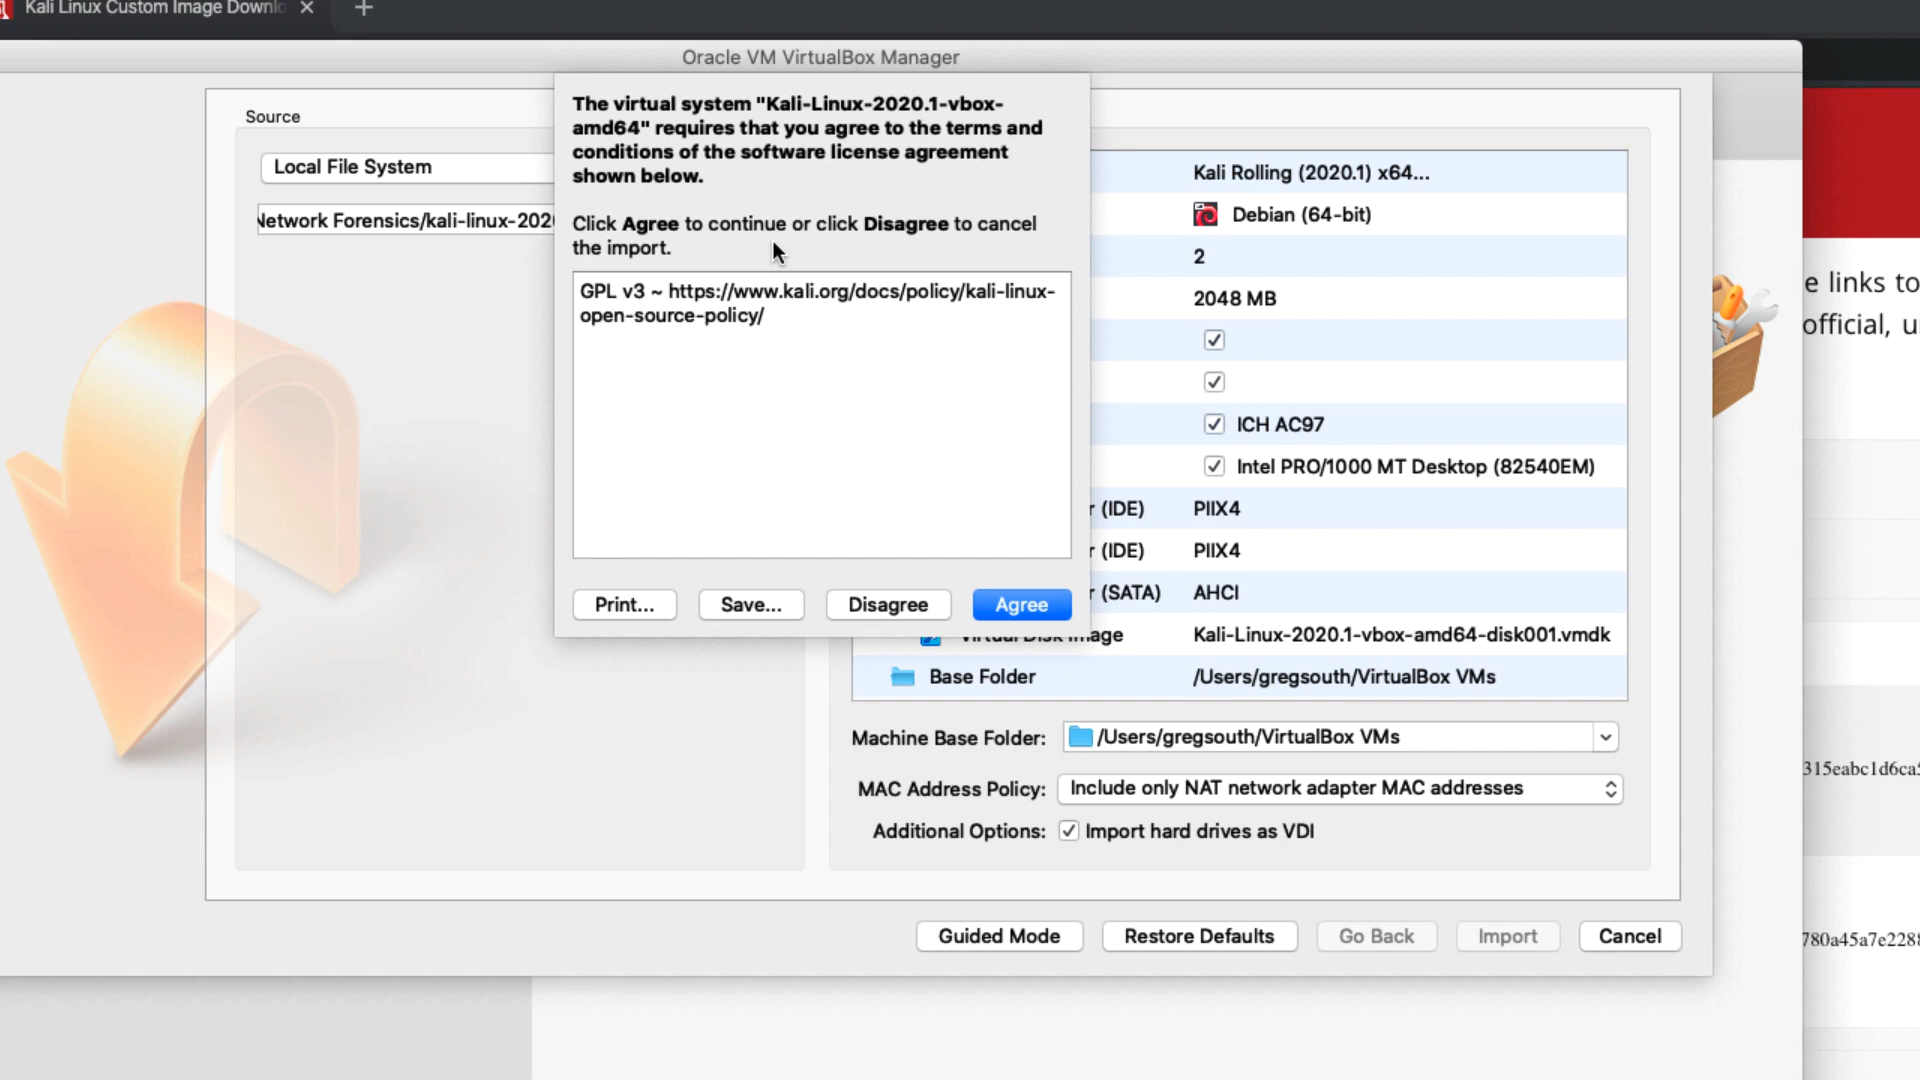 Kali Linux Custom Image Downlo
Oracle VM VirtualBox Manager
Source
Local File System
Network Forensics/kali-linux-202
The virtual system "Kali-Linux-2020.1-vbox-
amd64" requires that you agree to the terms and
conditions of the software license agreement
shown below.
Click Agree to continue or click Disagree to cancel
the import.
GPL v3 ~ https://www.kali.org/docs/policy/kali-linux-
open-source-policy/
Print...
Save...
Disagree
Agree
Kali Rolling (2020.1) x64...
Debian (64-bit)
2
2048 MB
ICH AC97
Intel PRO/1000 MT Desktop (82540EM)
r (IDE) PIIX4
r (IDE) PIIX4
r (SATA) AHCI
Virtual Disk Image Kali-Linux-2020.1-vbox-amd64-disk001.vmdk
Base Folder /Users/gregsouth/VirtualBox VMs
Machine Base Folder: /Users/gregsouth/VirtualBox VMs
MAC Address Policy: Include only NAT network adapter MAC addresses
Additional Options: Import hard drives as VDI
Guided Mode
Restore Defaults
Go Back
Import
Cancel
e links to
official, u
315eabc1d6ca5
780a45a7e2288